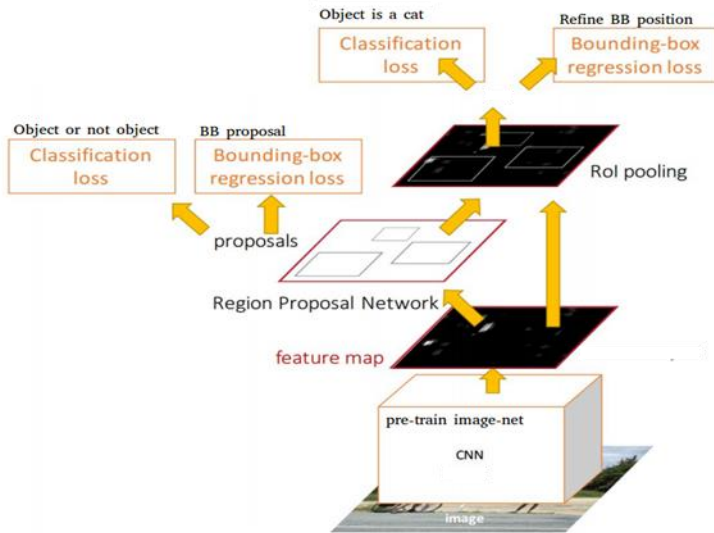 Object is a cat
Refine BB position
Classification
loss
Bounding-box
regression loss
Object or not object
BB proposal
Classification
loss
Bounding-box
regression loss
RoI pooling
proposals
Region Proposal Network
feature map
pre-train image-net
CNN
image